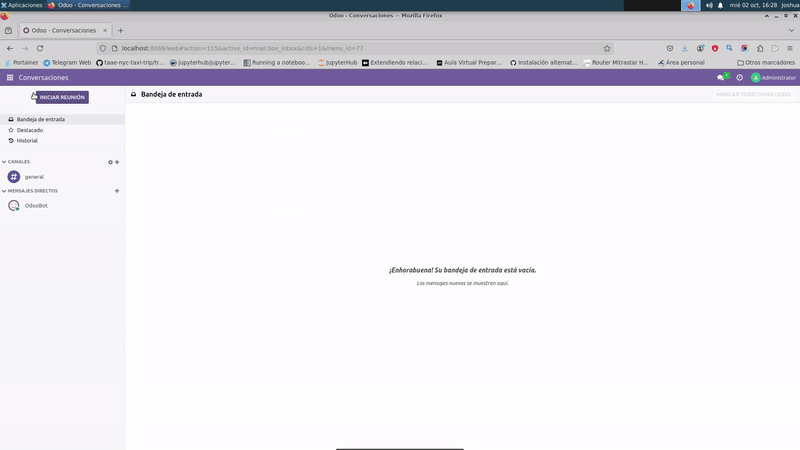 Aplicaciones
Odoo - Conversaciones ...
mié 02 oct, 16:28 Joshua
Odoo - Conversaciones — Mozilla Firefox
Odoo - Conversaciones
localhost:8069/web#action=115&active_id=mail.box_inbox&cids=1&menu_id=77
Portainer
Telegram Web
taae-nyc-taxi-trip/tr...
jupyterhub/jupyter...
Running a notebook...
JupyterHub
Extendiendo relaci...
Aula Virtual Prepar...
Instalación alternat...
Router Mitrastar H...
Área personal
Otros marcadores
Conversaciones
1
Administrator
INICIAR REUNIÓN
Bandeja de entrada
MARCAR TODO COMO LEÍDO
Bandeja de entrada
Destacado
Historial
CANALES
general
MENSAJES DIRECTOS
OdooBot
¡Enhorabuena! Su bandeja de entrada está vacía.
Los mensajes nuevos se muestran aquí.